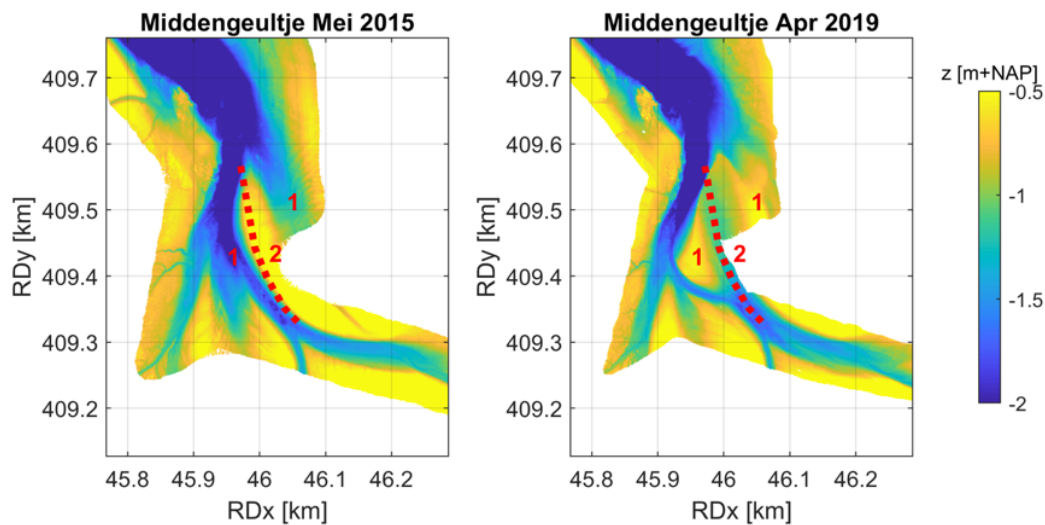 Middengeultje Mei 2015
Middengeultje Apr 2019
z [m+NAP]
RDy [km]
409.7
409.6
409.5
409.4
409.3
409.2
1
1
2
45.8 45.9 46 46.1 46.2
RDx [km]
RDy [km]
409.7
409.6
409.5
409.4
409.3
409.2
1
1
2
45.8 45.9 46 46.1 46.2
RDx [km]
-0.5
-1
-1.5
-2